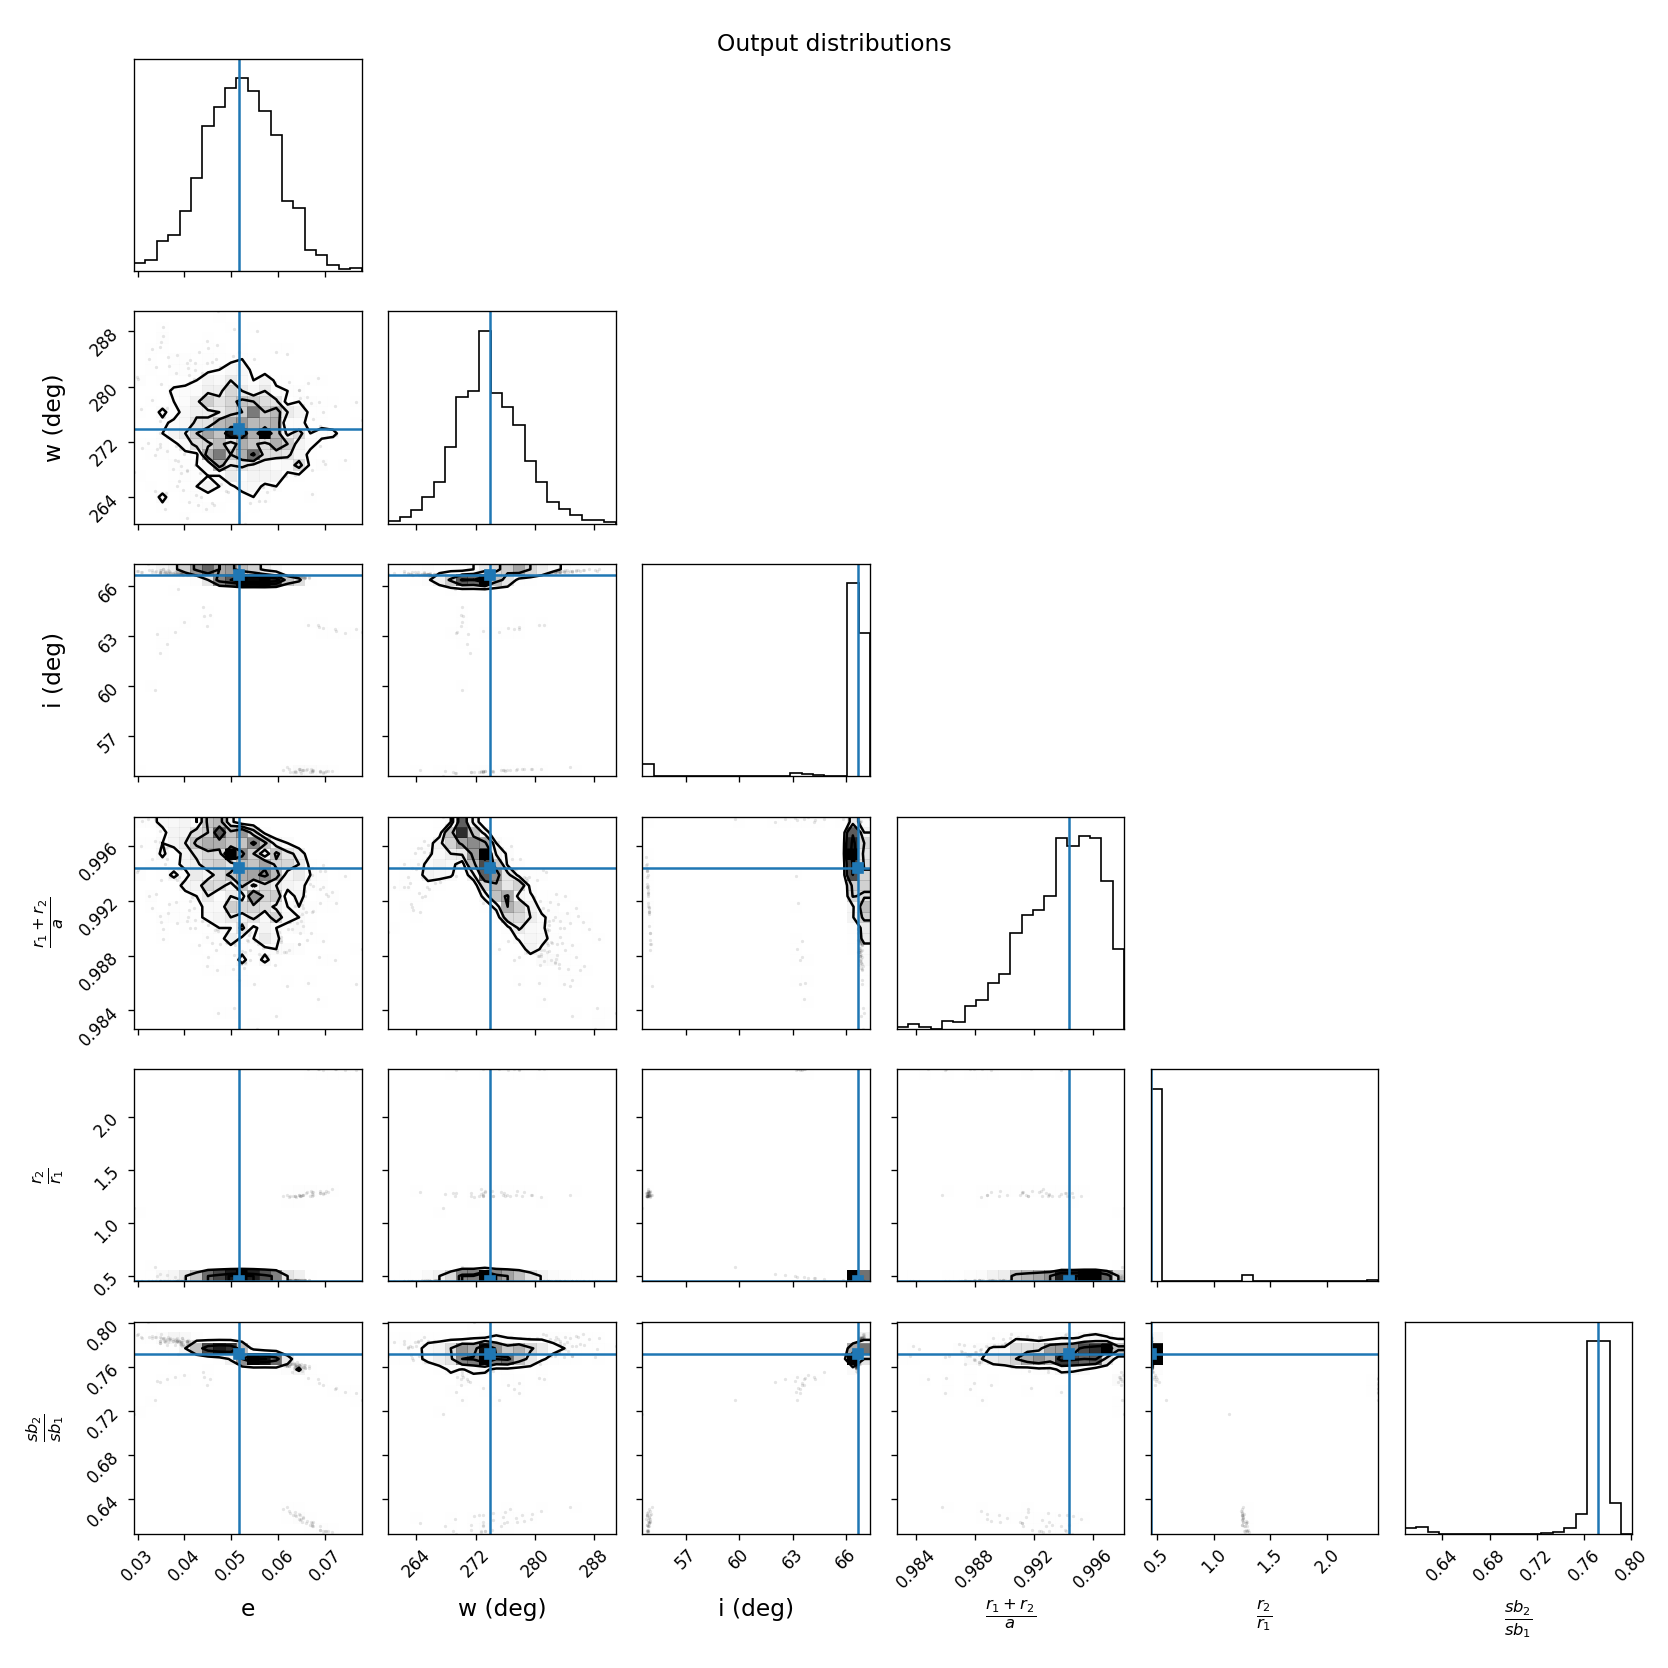 Output distributions
288
280
272
264
w (deg)
66
63
60
57
i (deg)
0.996
0.992
0.988
0.984
r₁ + r₂
a
2.0
1.5
1.0
0.5
r₂
r₁
0.80
0.76
0.72
0.68
0.64
sb₂
sb₁
0.03 0.04 0.05 0.06 0.07 264 272 280 288 57 60 63 66 0.984 0.988 0.992 0.996 0.5 1.0 1.5 2.0 0.64 0.68 0.72 0.76 0.80
e w (deg) i (deg)
r₁ + r₂
a
r₂
r₁
sb₂
sb₁